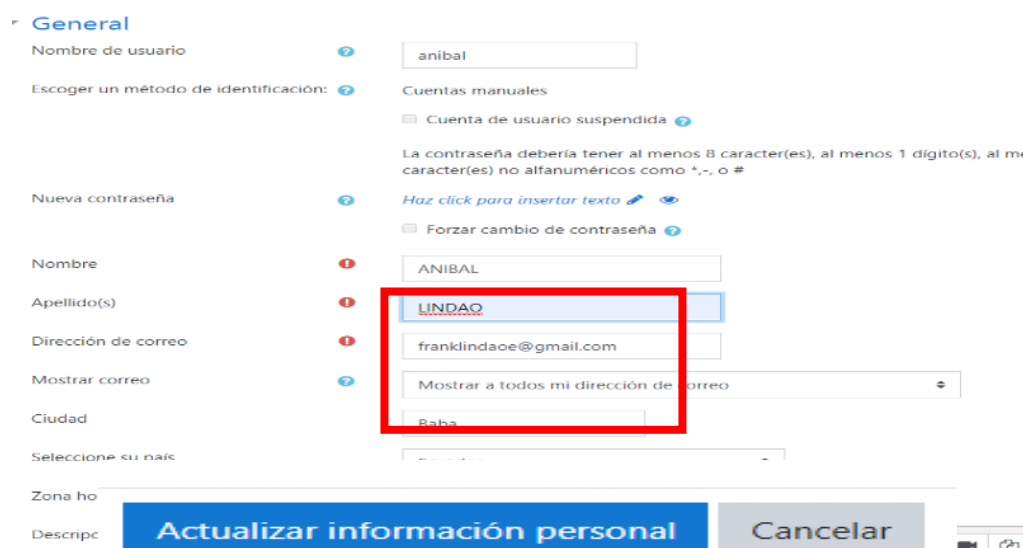 General
Nombre de usuario
anibal
Escoger un método de identificación:
Cuentas manuales
Cuenta de usuario suspendida
La contraseña debería tener al menos 8 caracter(es), al menos 1 dígito(s), al
caracter(es) no alfanuméricos como *,-, o #
Nueva contraseña
Haz click para insertar texto
Forzar cambio de contraseña
Nombre
ANIBAL
Apellido(s)
LINDAO
Dirección de correo
franklindaoe@gmail.com
Mostrar correo
Mostrar a todos mi dirección de correo
Ciudad
Baba
Seleccione su país
Zona ho
Descripc
Actualizar información personal
Cancelar